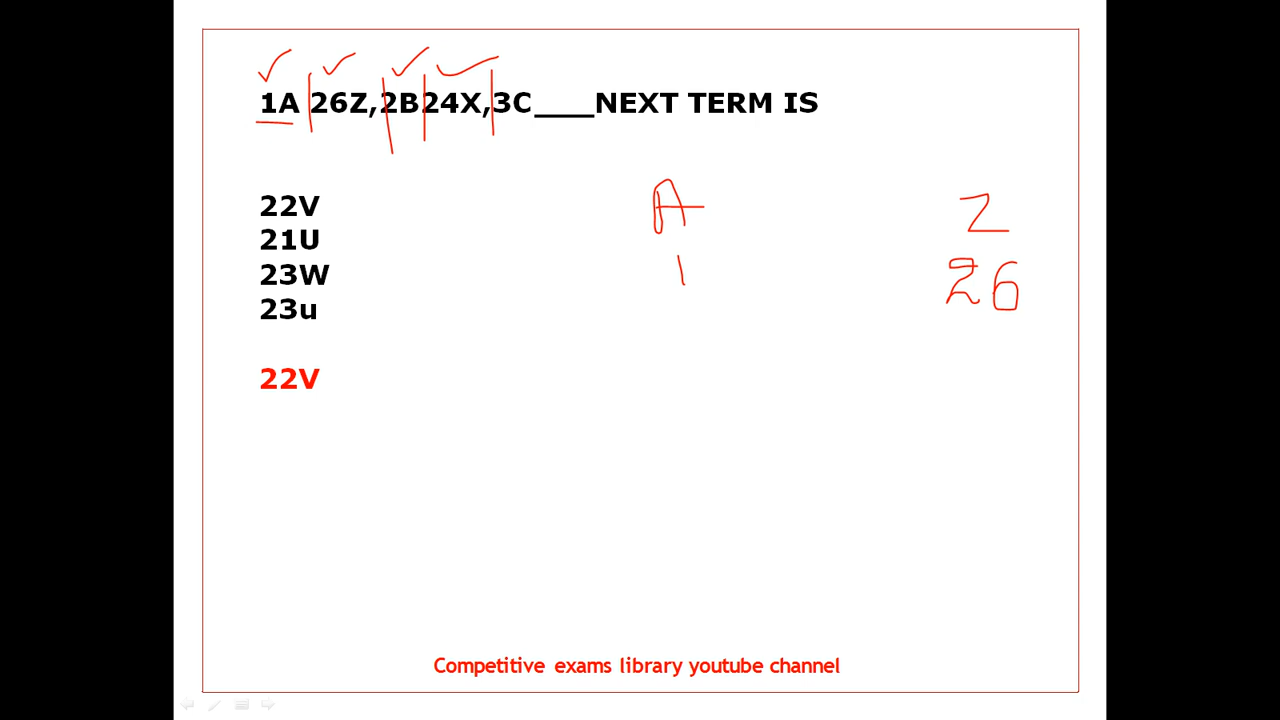 1A 26Z,2B24X,3C____NEXT TERM IS
22V
21U
23W
23u
22V
A
Z
1
26
Competitive exams library youtube channel